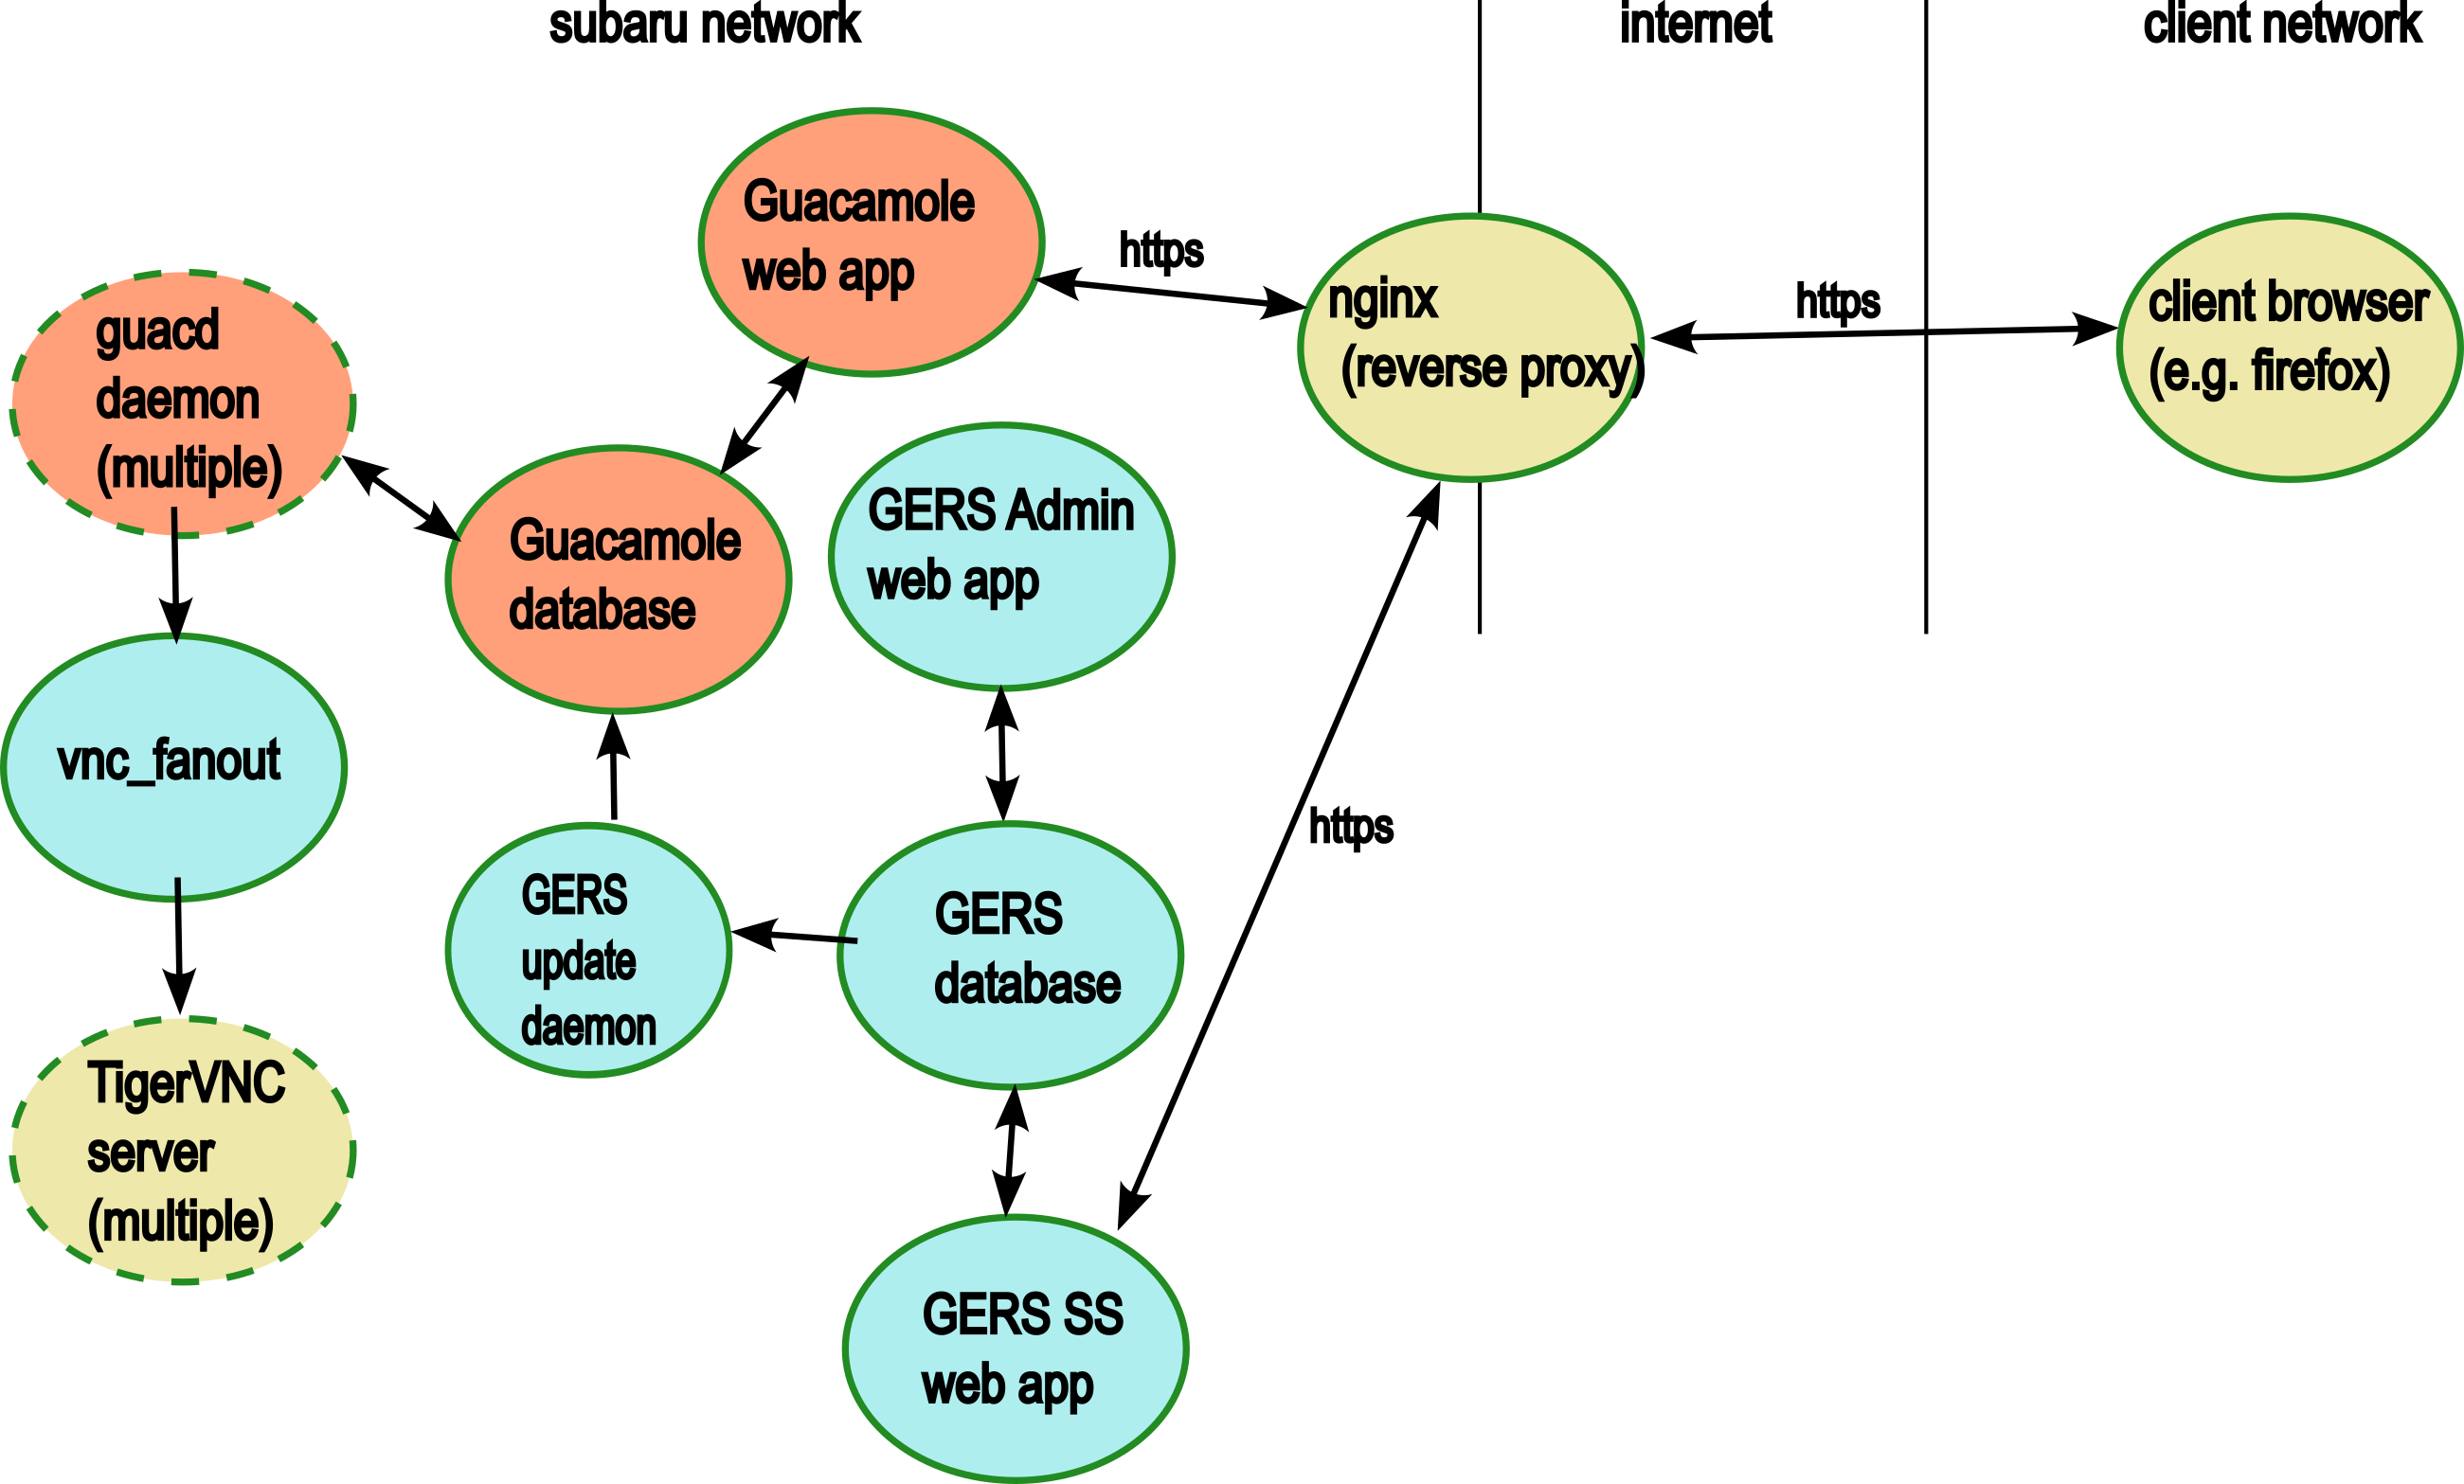 subaru network
internet
client network
Guacamole
web app
https
nginx
(reverse proxy)
https
client browser
(e.g. firefox)
guacd
daemon
(multiple)
Guacamole
database
GERS Admin
web app
vnc_fanout
https
GERS
update
daemon
GERS
database
TigerVNC
server
(multiple)
GERS SS
web app